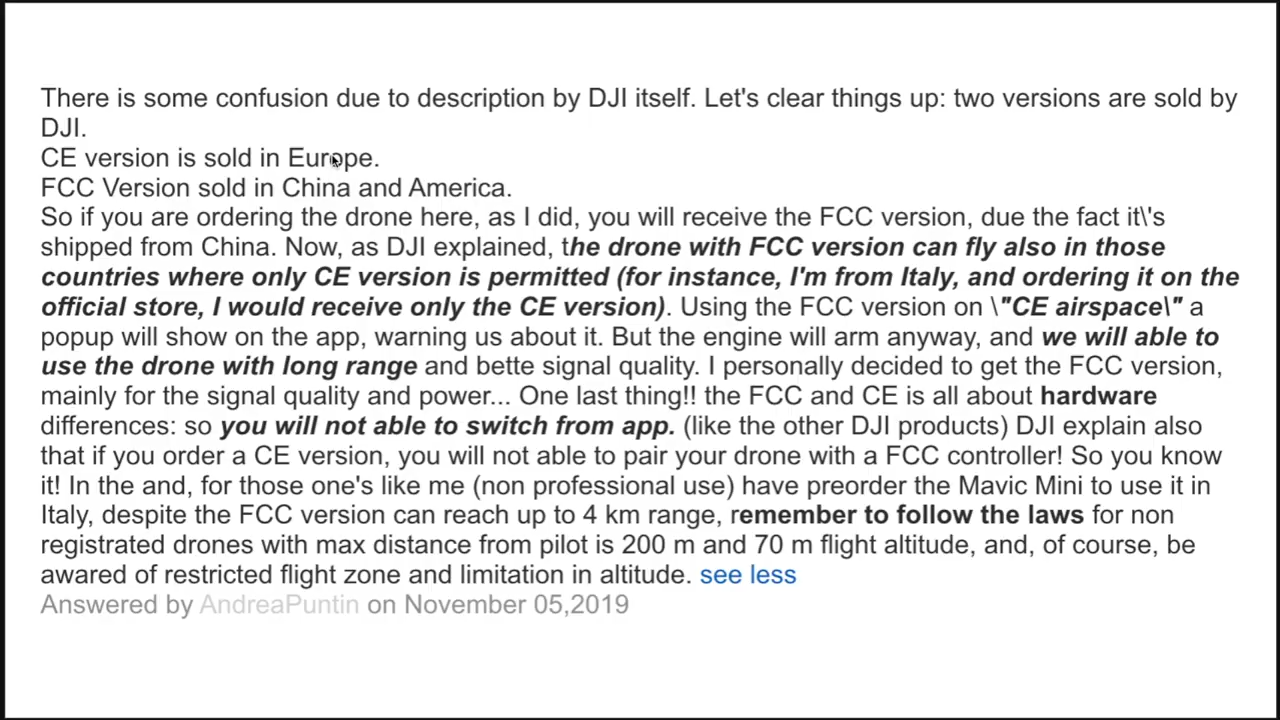 There is some confusion due to description by DJI itself. Let's clear things up: two versions are sold by
DJI.
CE version is sold in Europe.
FCC Version sold in China and America.
So if you are ordering the drone here, as I did, you will receive the FCC version, due the fact it\'s
shipped from China. Now, as DJI explained, the drone with FCC version can fly also in those
countries where only CE version is permitted (for instance, I'm from Italy, and ordering it on the
official store, I would receive only the CE version). Using the FCC version on \"CE airspace\" a
popup will show on the app, warning us about it. But the engine will arm anyway, and we will able to
use the drone with long range and bette signal quality. I personally decided to get the FCC version,
mainly for the signal quality and power... One last thing!! the FCC and CE is all about hardware
differences: so you will not able to switch from app. (like the other DJI products) DJI explain also
that if you order a CE version, you will not able to pair your drone with a FCC controller! So you know
it! In the and, for those one's like me (non professional use) have preorder the Mavic Mini to use it in
Italy, despite the FCC version can reach up to 4 km range, remember to follow the laws for non
registrated drones with max distance from pilot is 200 m and 70 m flight altitude, and, of course, be
awared of restricted flight zone and limitation in altitude. see less
Answered by AndreaPuntin on November 05,2019